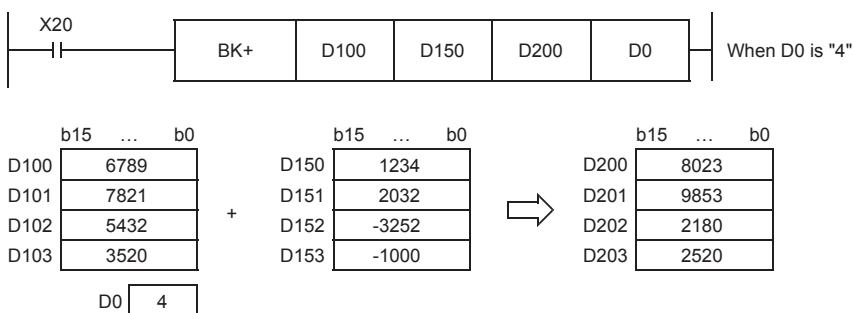 X20
BK+ D100 D150 D200 D0 When D0 is "4"
b15 … b0 b15 … b0 b15 … b0
D100 6789 D150 1234 D200 8023
D101 7821 D151 2032 D201 9853
D102 5432 + D152 -3252 D202 2180
D103 3520 D153 -1000 D203 2520
D0 4